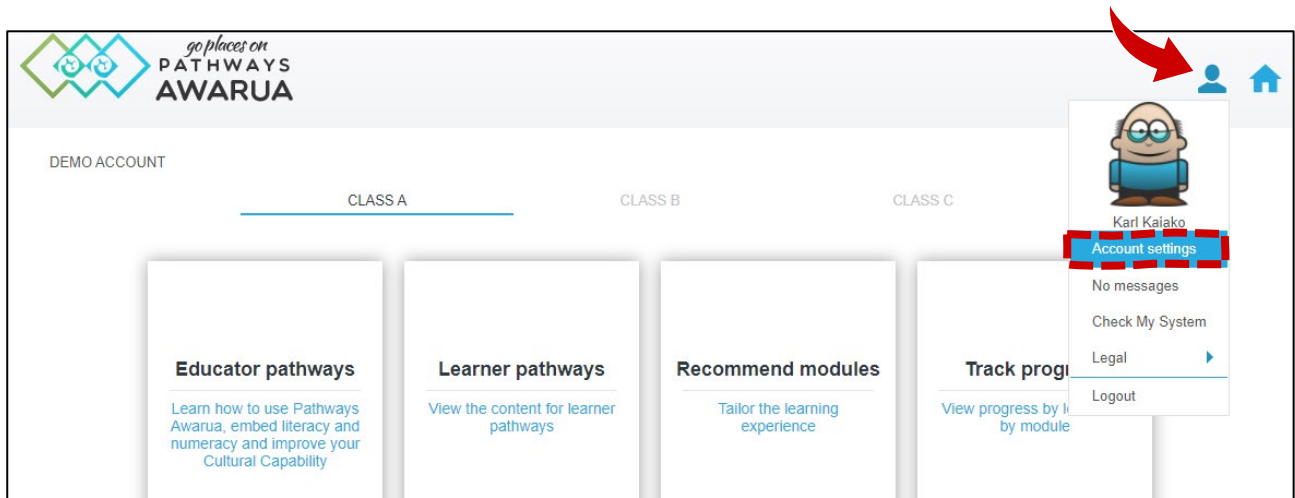 go places on
PATHWAYS
AWARUA
DEMO ACCOUNT
CLASS A
CLASS B
CLASS C
Karl Kaiako
Account settings
No messages
Check My System
Legal
Logout
Educator pathways
Learn how to use Pathways
Awarua, embed literacy and
numeracy and improve your
Cultural Capability
Learner pathways
View the content for learner
pathways
Recommend modules
Tailor the learning
experience
Track prog
View progress by l
by module